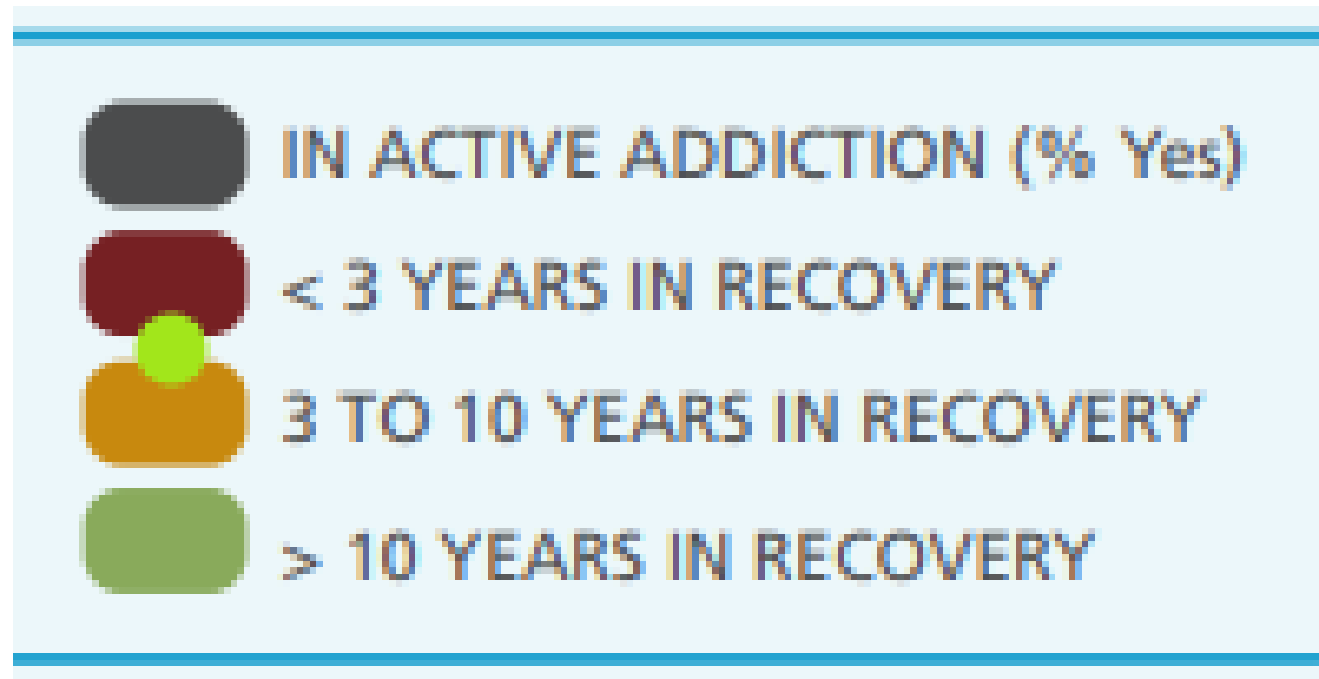 IN ACTIVE ADDICTION (% Yes)
< 3 YEARS IN RECOVERY
3 TO 10 YEARS IN RECOVERY
> 10 YEARS IN RECOVERY